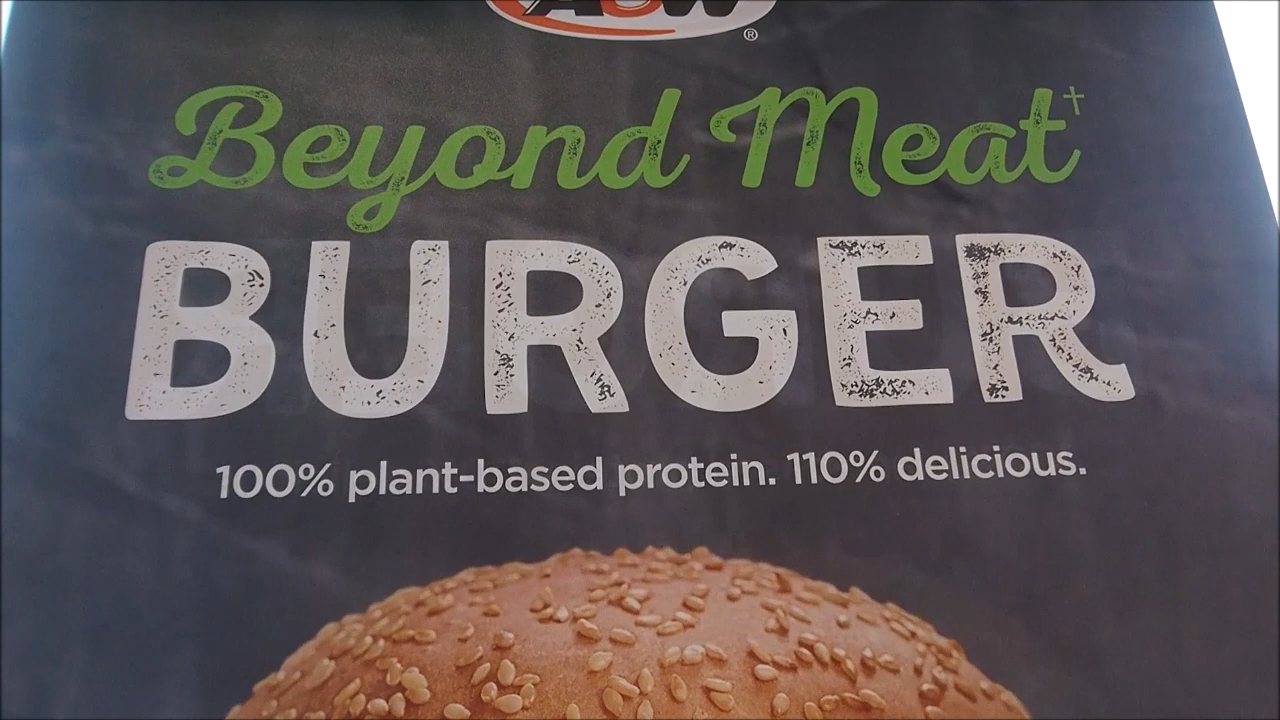 A&W®
Beyond Meat†
BURGER
100% plant-based protein. 110% delicious.